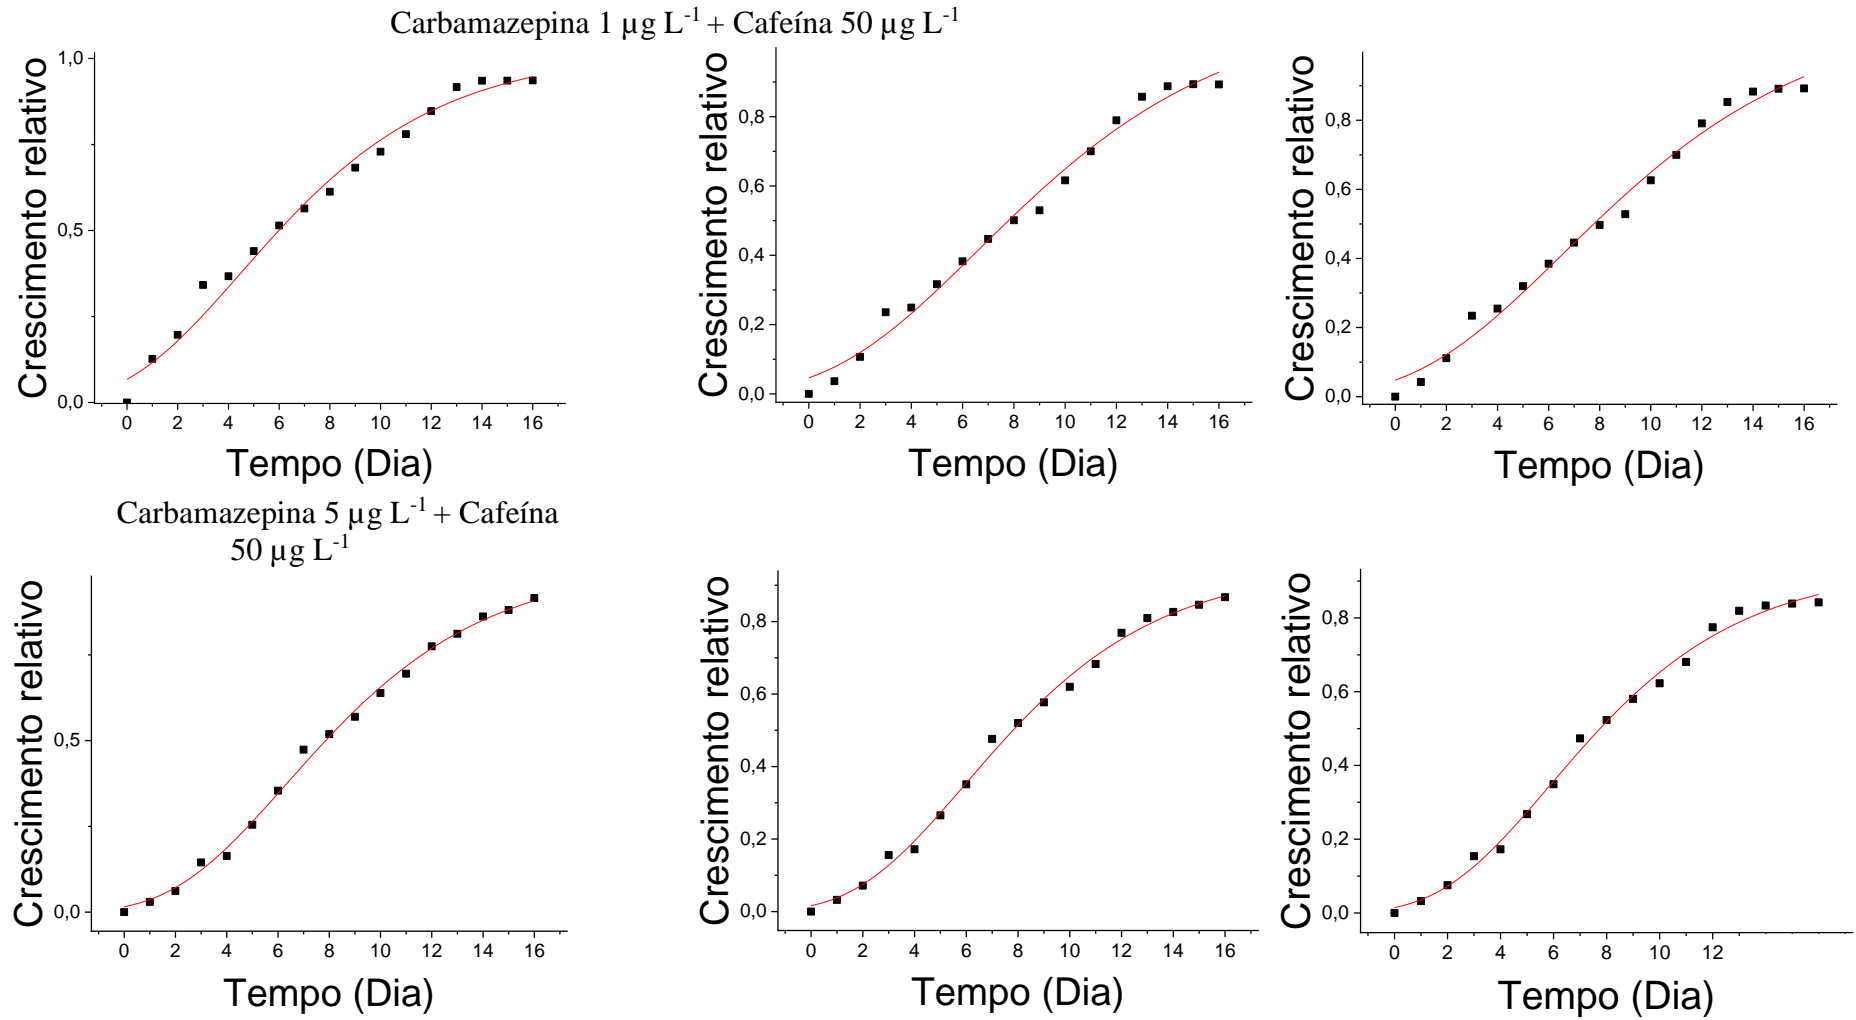 Carbamazepina 1 µg L-1 + Cafeína 50 µg L-1
Crescimento relativo
1,0
0,5
0,0
0 2 4 6 8 10 12 14 16
Tempo (Dia)
Crescimento relativo
0,8
0,6
0,4
0,2
0,0
0 2 4 6 8 10 12 14 16
Tempo (Dia)
Crescimento relativo
0,8
0,6
0,4
0,2
0,0
0 2 4 6 8 10 12 14 16
Tempo (Dia)
Carbamazepina 5 µg L-1 + Cafeína
50 µg L-1
Crescimento relativo
0,5
0,0
0 2 4 6 8 10 12 14 16
Tempo (Dia)
Crescimento relativo
0,8
0,6
0,4
0,2
0,0
0 2 4 6 8 10 12 14 16
Tempo (Dia)
Crescimento relativo
0,8
0,6
0,4
0,2
0,0
0 2 4 6 8 10 12
Tempo (Dia)